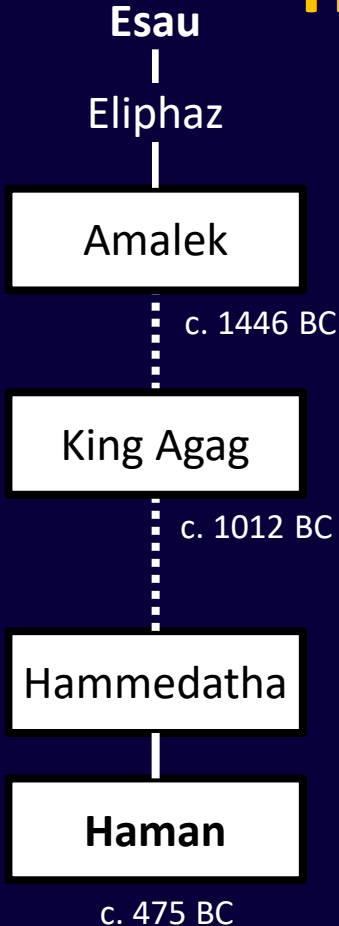 Esau
Eliphaz
Amalek
c. 1446 BC
King Agag
c. 1012 BC
Hammedatha
Haman
c. 475 BC